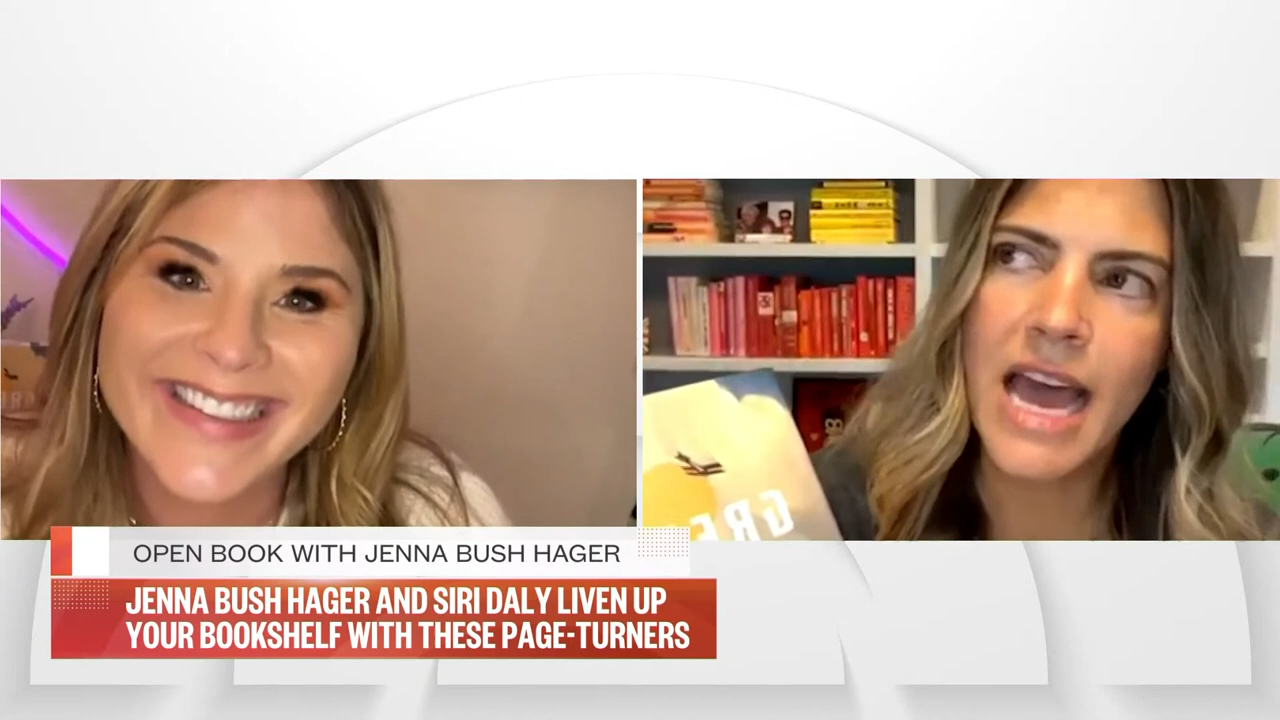 GRE
OPEN BOOK WITH JENNA BUSH HAGER
JENNA BUSH HAGER AND SIRI DALY LIVEN UP
YOUR BOOKSHELF WITH THESE PAGE-TURNERS